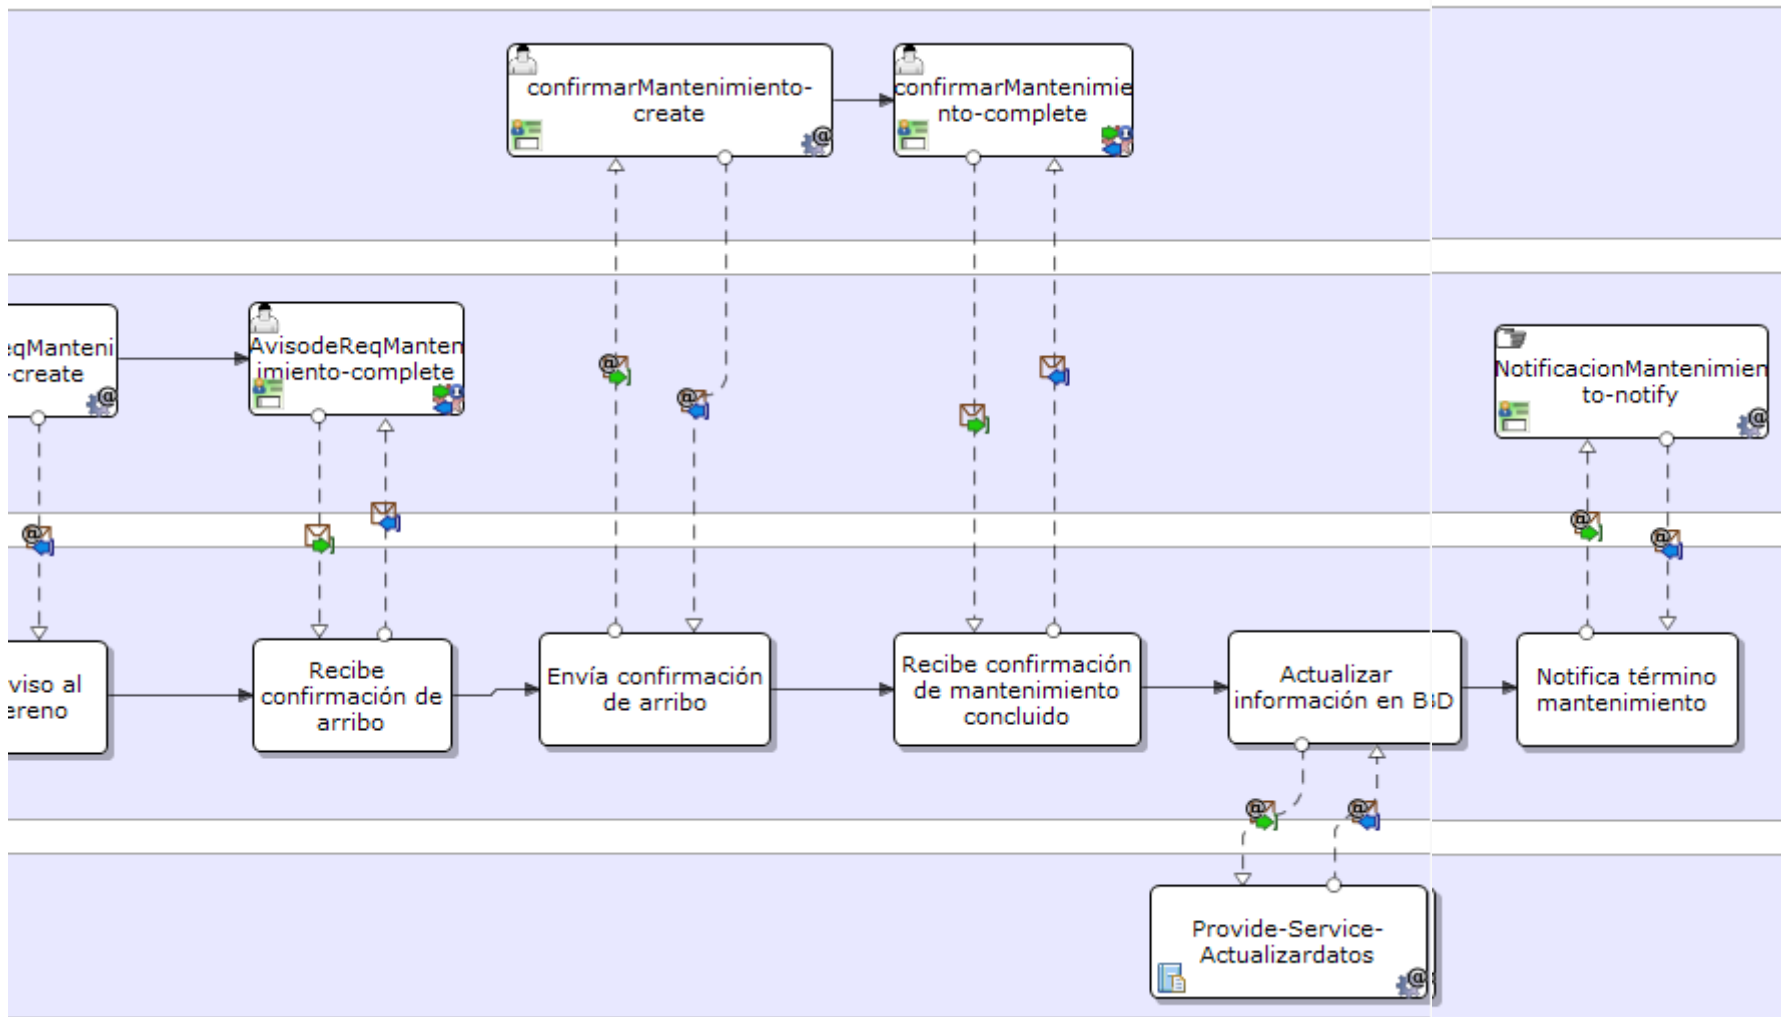 confirmarMantenimiento-
create
confirmarMantenimie
nto-complete
eqManteni
-create
AvisodeReqManten
imiento-complete
NotificacionMantenimien
to-notify
viso al
ereno
Recibe
confirmación de
arribo
Envía confirmación
de arribo
Recibe confirmación
de mantenimiento
concluido
Actualizar
información en BD
Notifica término
mantenimiento
Provide-Service-
Actualizardatos